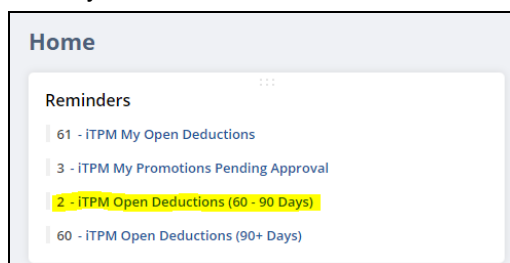 Home
Reminders
61 - iTPM My Open Deductions
3 - iTPM My Promotions Pending Approval
2 - iTPM Open Deductions (60 - 90 Days)
60 - iTPM Open Deductions (90+ Days)